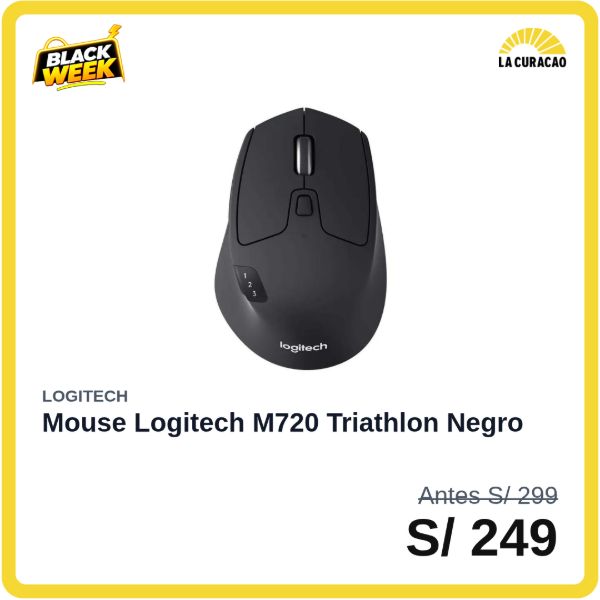 BLACK
WEEK
LA CURACAO
1
2
3
logitech
LOGITECH
Mouse Logitech M720 Triathlon Negro
Antes S/ 299
S/ 249